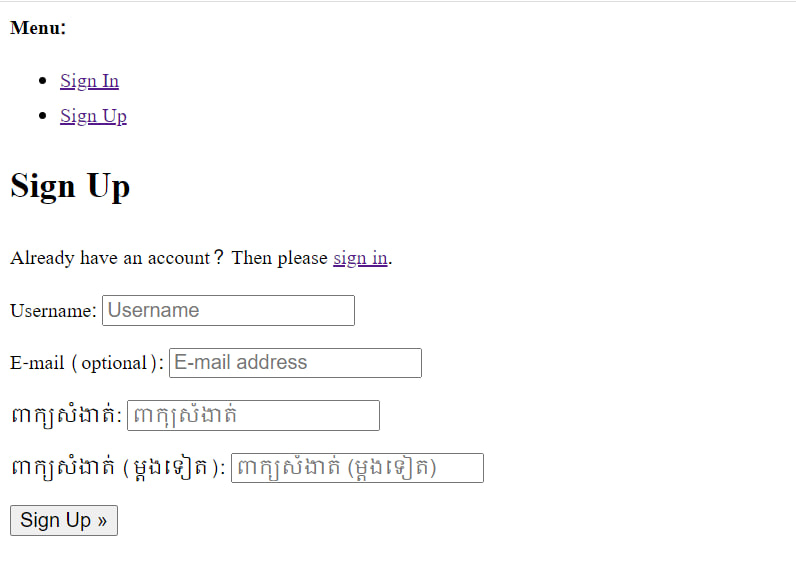 Menu:
Sign In
Sign Up
Sign Up
Already have an account? Then please sign in.
Username: Username
E-mail (optional): E-mail address
ពាក្យសំងាត់: ពាក្យសំងាត់
ពាក្យសំងាត់ (ម្តងទៀត): ពាក្យសំងាត់ (ម្តងទៀត)
Sign Up »